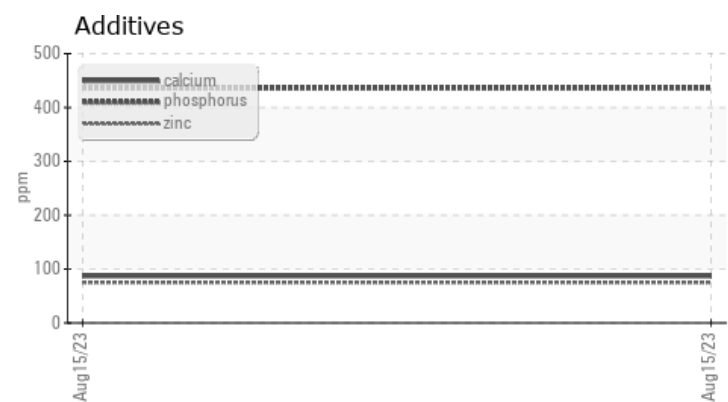 Additives
500
400
300
200
100
0
ppm
calcium
phosphorus
zinc
Aug15/23
Aug15/23